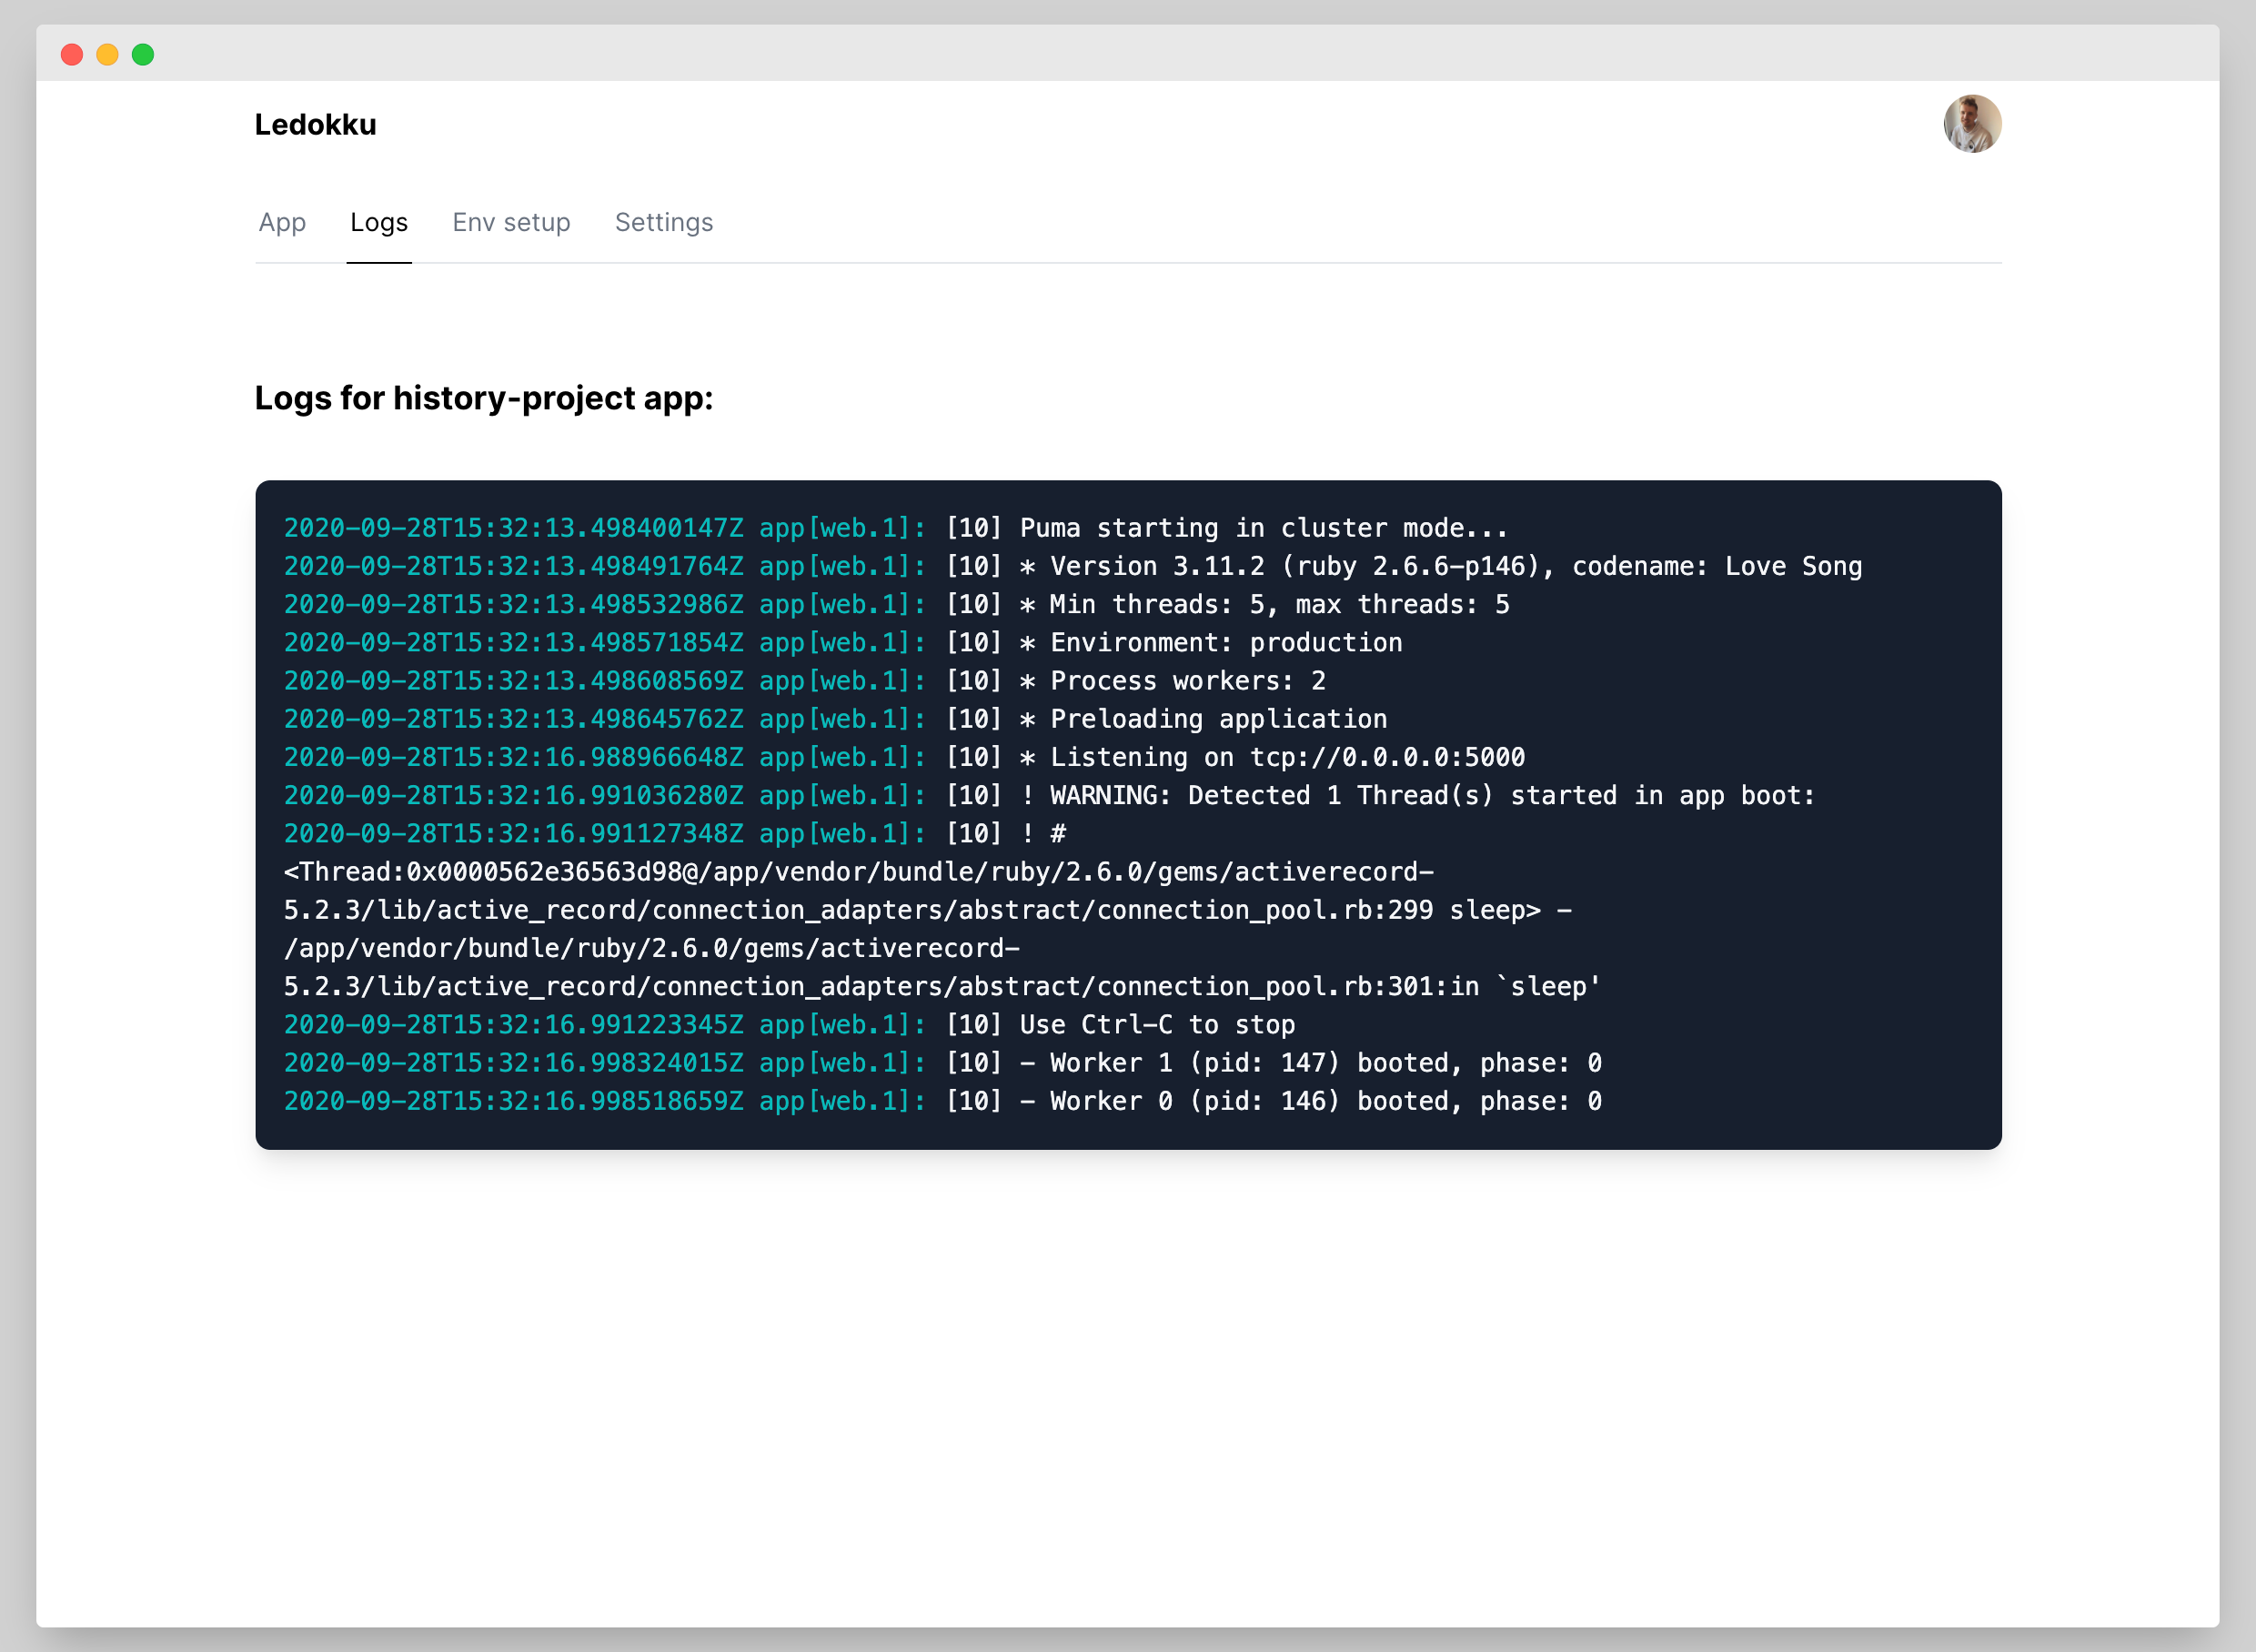 Ledokku
App Logs Env setup Settings
Logs for history-project app:
2020-09-28T15:32:13.498400147Z app[web.1]: [10] Puma starting in cluster mode...
2020-09-28T15:32:13.498491764Z app[web.1]: [10] * Version 3.11.2 (ruby 2.6.6-p146), codename: Love Song
2020-09-28T15:32:13.498532986Z app[web.1]: [10] * Min threads: 5, max threads: 5
2020-09-28T15:32:13.498571854Z app[web.1]: [10] * Environment: production
2020-09-28T15:32:13.498608569Z app[web.1]: [10] * Process workers: 2
2020-09-28T15:32:13.498645762Z app[web.1]: [10] * Preloading application
2020-09-28T15:32:16.988966648Z app[web.1]: [10] * Listening on tcp://0.0.0.0:5000
2020-09-28T15:32:16.991036280Z app[web.1]: [10] ! WARNING: Detected 1 Thread(s) started in app boot:
2020-09-28T15:32:16.991127348Z app[web.1]: [10] ! #
<Thread:0x0000562e36563d98@/app/vendor/bundle/ruby/2.6.0/gems/activerecord-
5.2.3/lib/active_record/connection_adapters/abstract/connection_pool.rb:299 sleep> -
/app/vendor/bundle/ruby/2.6.0/gems/activerecord-
5.2.3/lib/active_record/connection_adapters/abstract/connection_pool.rb:301:in `sleep'
2020-09-28T15:32:16.991223345Z app[web.1]: [10] Use Ctrl-C to stop
2020-09-28T15:32:16.998324015Z app[web.1]: [10] - Worker 1 (pid: 147) booted, phase: 0
2020-09-28T15:32:16.998518659Z app[web.1]: [10] - Worker 0 (pid: 146) booted, phase: 0